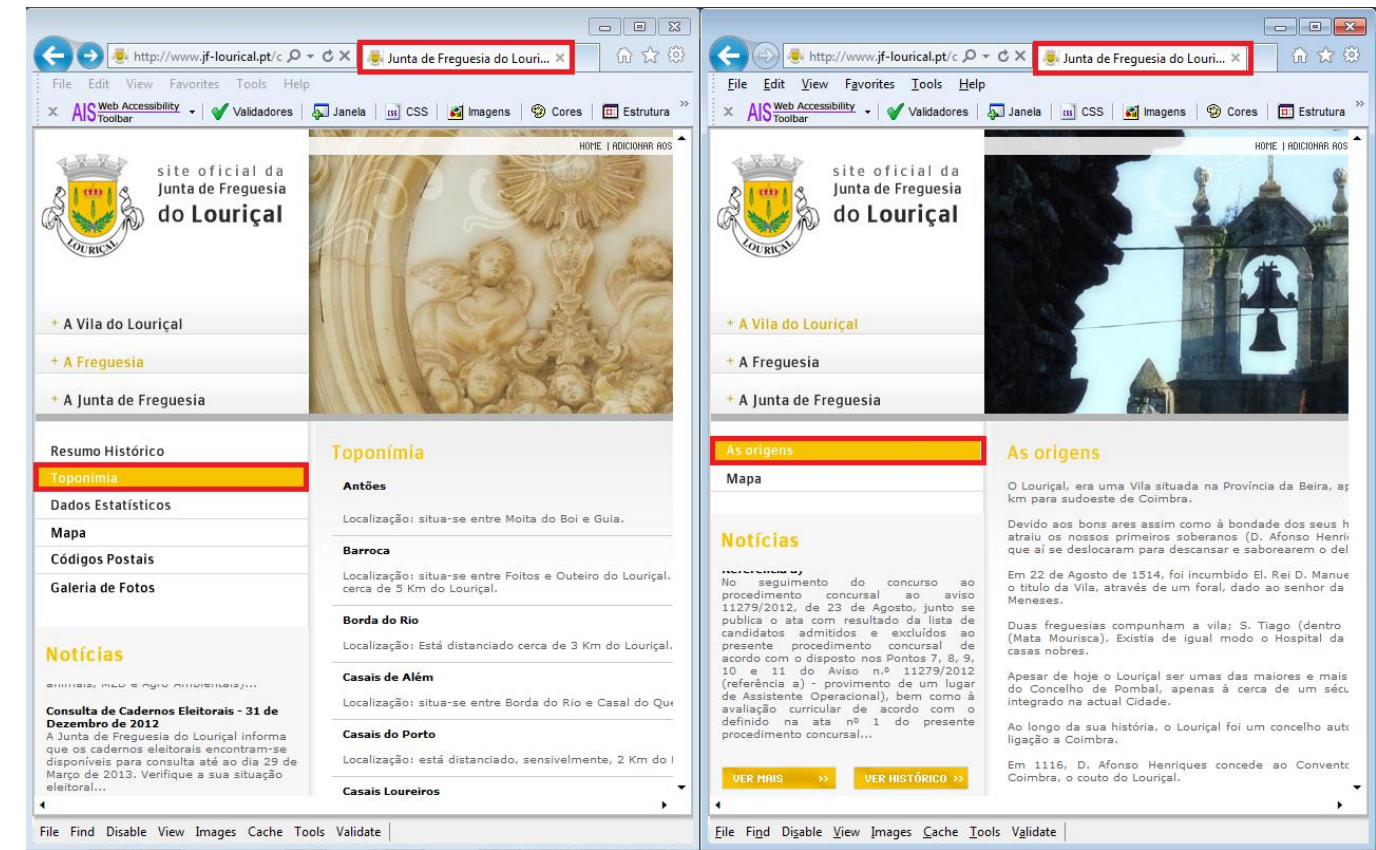 http://www.jf-lourical.pt/c
Junta de Freguesia do Louri... ×
File Edit View Favorites Tools Help
x AIS Web Accessibility Toolbar Validadores Janela CSS Imagens Cores Estrutura »
HOME | ADICIONAR AOS
site oficial da
Junta de Freguesia
do Louriçal
LOURIÇAL
+ A Vila do Louriçal
+ A Freguesia
+ A Junta de Freguesia
Resumo Histórico
Toponímia
Dados Estatísticos
Mapa
Códigos Postais
Galeria de Fotos
Notícias
animais, MZD e Agro Ambientais)...
Consulta de Cadernos Eleitorais - 31 de
Dezembro de 2012
A Junta de Freguesia do Louriçal informa
que os cadernos eleitorais encontram-se
disponíveis para consulta até ao dia 29 de
Março de 2013. Verifique a sua situação
eleitoral...
Toponímia
Antões
Localização: situa-se entre Moita do Boi e Guia.
Barroca
Localização: situa-se entre Foitos e Outeiro do Louriçal.
cerca de 5 Km do Louriçal.
Borda do Rio
Localização: Está distanciado cerca de 3 Km do Louriçal.
Casais de Além
Localização: situa-se entre Borda do Rio e Casal do Que
Casais do Porto
Localização: está distanciado, sensivelmente, 2 Km do
Casais Loureiros
File Find Disable View Images Cache Tools Validate
http://www.jf-lourical.pt/c
Junta de Freguesia do Louri... ×
File Edit View Favorites Tools Help
x AIS Web Accessibility Toolbar Validadores Janela CSS Imagens Cores Estrutura »
HOME | ADICIONAR AOS
site oficial da
Junta de Freguesia
do Louriçal
LOURIÇAL
+ A Vila do Louriçal
+ A Freguesia
+ A Junta de Freguesia
As origens
Mapa
Notícias
Referência a)
No seguimento do concurso ao
procedimento concursal ao aviso
11279/2012, de 23 de Agosto, junto se
publica o ata com resultado da lista de
candidatos admitidos e excluídos ao
presente procedimento concursal de
acordo com o disposto nos Pontos 7, 8, 9,
10 e 11 do Aviso n.º 11279/2012
(referência a) - provimento de um lugar
de Assistente Operacional), bem como à
avaliação curricular de acordo com o
definido na ata nº 1 do presente
procedimento concursal...
VER MAIS >> VER HISTÓRICO >>
As origens
O Louriçal, era uma Vila situada na Província da Beira, ap
km para sudoeste de Coimbra.
Devido aos bons ares assim como à bondade dos seus h
atraiu os nossos primeiros soberanos (D. Afonso Henri
que aí se deslocaram para descansar e saborearem o del
Em 22 de Agosto de 1514, foi incumbido El. Rei D. Manue
o titulo da Vila, através de um foral, dado ao senhor da
Meneses.
Duas freguesias compunham a vila; S. Tiago (dentro
(Mata Mourisca). Existia de igual modo o Hospital da
casas nobres.
Apesar de hoje o Louriçal ser umas das maiores e mais
do Concelho de Pombal, apenas à cerca de um sécu
integrado na actual Cidade.
Ao longo da sua história, o Louriçal foi um concelho auto
ligação a Coimbra.
Em 1116, D. Afonso Henriques concede ao Convento
Coimbra, o couto do Louriçal.
File Find Disable View Images Cache Tools Validate